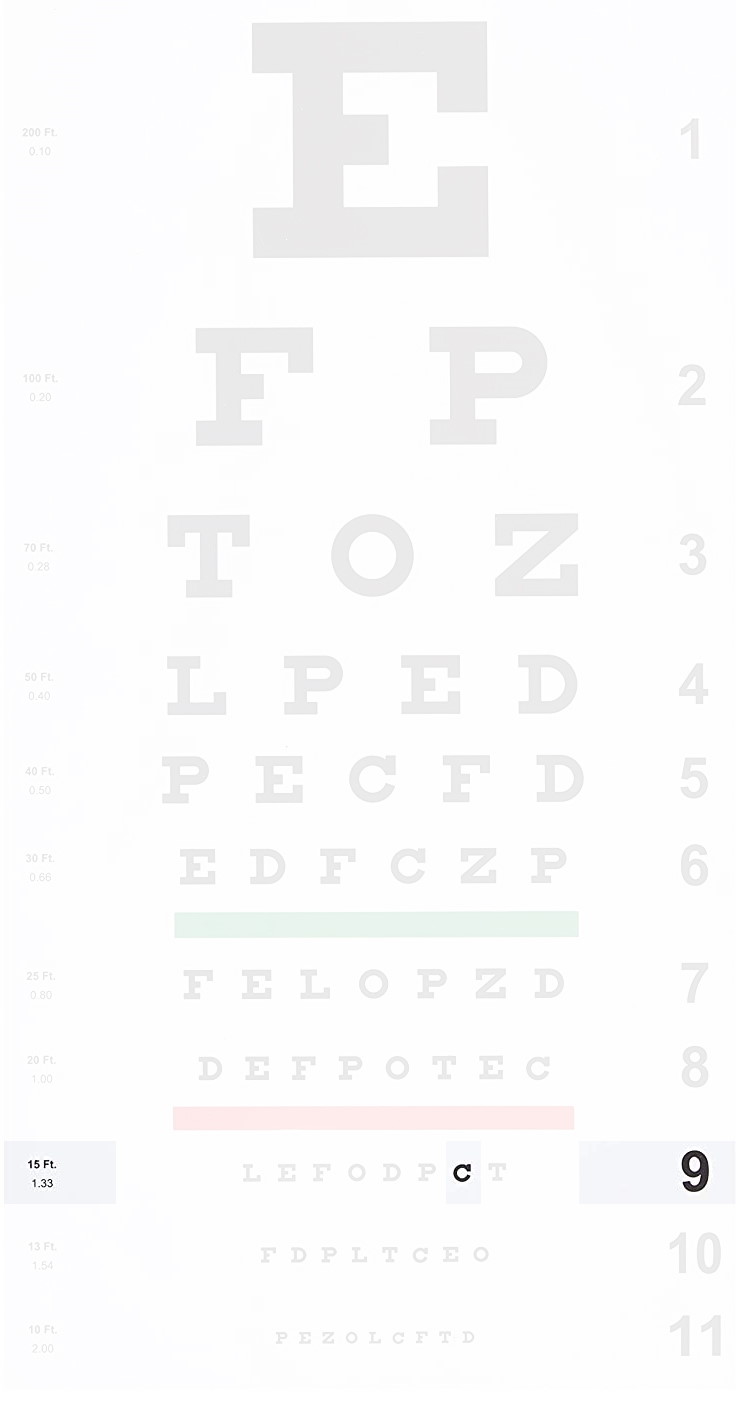 E
200 Ft.
0.10
1
F P
100 Ft.
0.20
2
T O Z
70 Ft.
0.28
3
L P E D
50 Ft.
0.40
4
P E C F D
40 Ft.
0.50
5
E D F C Z P
30 Ft.
0.66
6
F E L O P Z D
25 Ft.
0.80
7
D E F P O T E C
20 Ft.
1.00
8
L E F O D P C T
15 Ft.
1.33
9
F D P L T C E O
13 Ft.
1.54
10
P E Z O L C F T D
10 Ft.
2.00
11